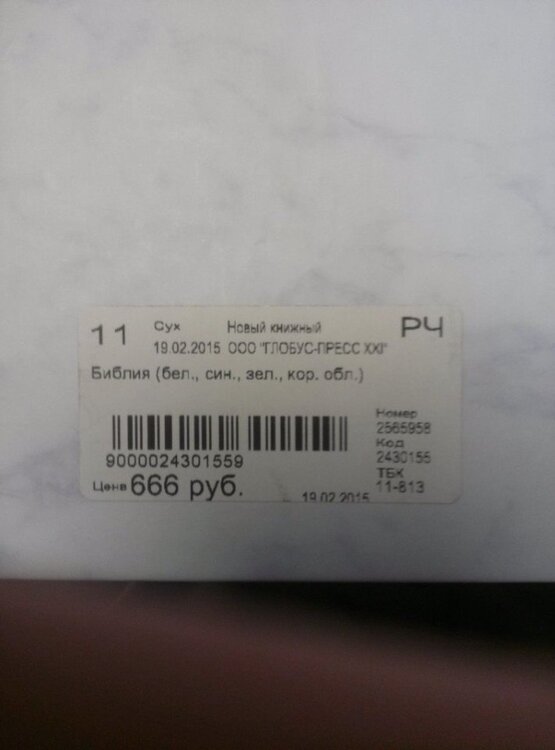 11 Сух Новый книжный РЧ
19.02.2015 ООО "ГЛОБУС-ПРЕСС XXI"
Библия (бел., син., зел., кор. обл.)
Номер
2565958
Код
2430155
9000024301559
ТБК
11-813
Цена 666 руб.
19.02.2015